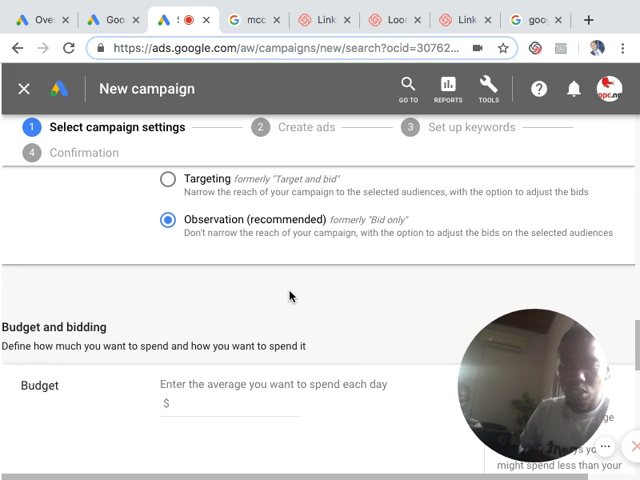 Ove
Goo
S
mcc
Link
Loo
Link
goo
https://ads.google.com/aw/campaigns/new/search?ocid=30762...
New campaign
GO TO
REPORTS
TOOLS
opc.ng
1 Select campaign settings
2 Create ads
3 Set up keywords
4 Confirmation
Targeting formerly "Target and bid"
Narrow the reach of your campaign to the selected audiences, with the option to adjust the bids
Observation (recommended) formerly "Bid only"
Don't narrow the reach of your campaign, with the option to adjust the bids on the selected audiences
Budget and bidding
Define how much you want to spend and how you want to spend it
Budget
Enter the average you want to spend each day
$
might spend less than your